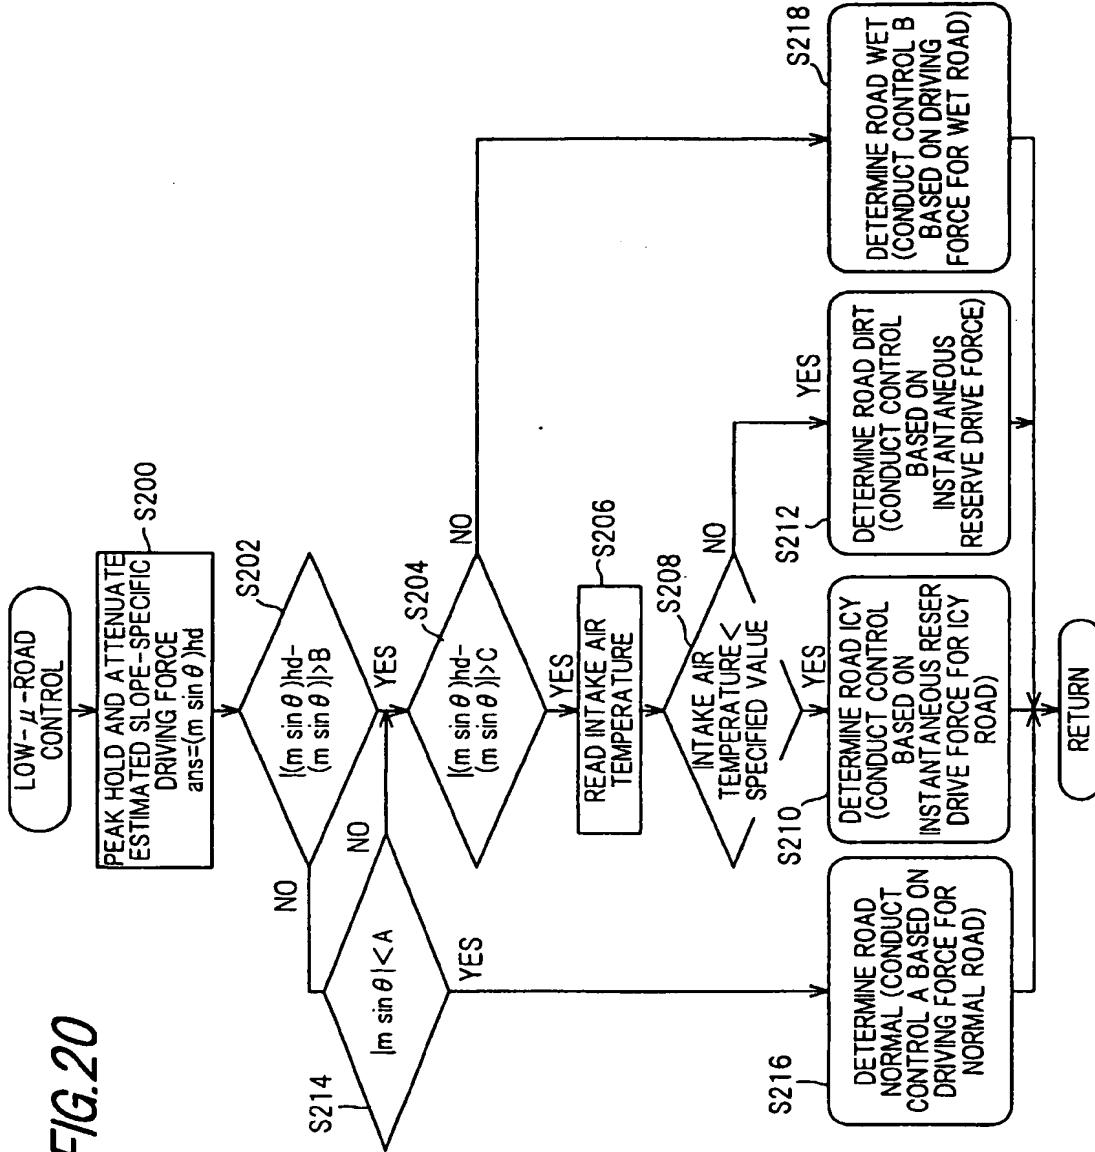 FIG.20
LOW-μ-ROAD
CONTROL
PEAK HOLD AND ATTENUATE
ESTIMATED SLOPE-SPECIFIC
DRIVING FORCE
ans=(m sin θ)hd
S200
S202
|(m sin θ)hd-
(m sin θ)|>B
NO
YES
S214
|m sin θ|<A
NO
YES
S204
|(m sin θ)hd-
(m sin θ)|>C
NO
YES
READ INTAKE AIR
TEMPERATURE
S206
S208
INTAKE AIR
TEMPERATURE<
SPECIFIED VALUE
NO
YES
YES
S216
DETERMINE ROAD
NORMAL (CONDUCT
CONTROL A BASED ON
DRIVING FORCE FOR
NORMAL ROAD)
S210
DETERMINE ROAD ICY
(CONDUCT CONTROL
BASED ON
INSTANTANEOUS RESER
DRIVE FORCE FOR ICY
ROAD)
S212
DETERMINE ROAD DIRT
(CONDUCT CONTROL
BASED ON
INSTANTANEOUS
RESERVE DRIVE FORCE)
S218
DETERMINE ROAD WET
(CONDUCT CONTROL B
BASED ON DRIVING
FORCE FOR WET ROAD)
RETURN